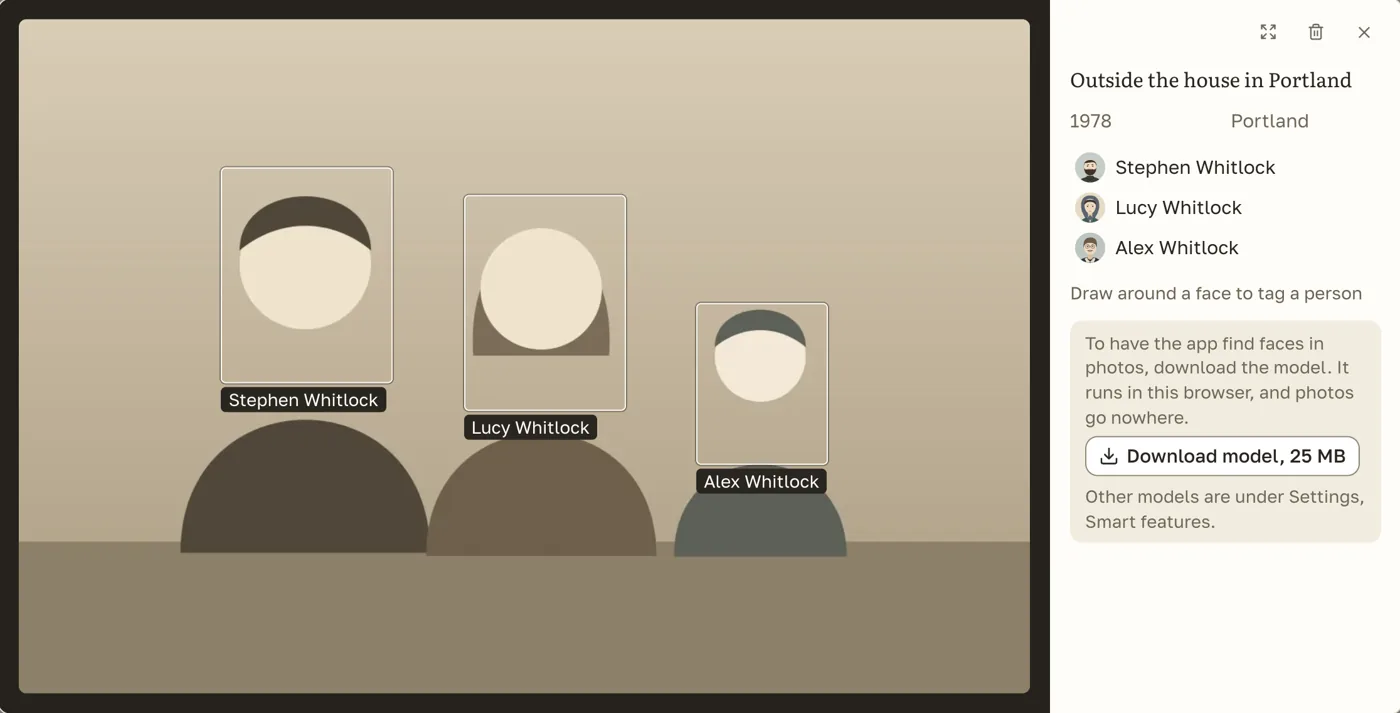 Stephen Whitlock
Lucy Whitlock
Alex Whitlock
Outside the house in Portland
1978 Portland
Stephen Whitlock
Lucy Whitlock
Alex Whitlock
Draw around a face to tag a person
To have the app find faces in
photos, download the model. It
runs in this browser, and photos
go nowhere.
Download model, 25 MB
Other models are under Settings,
Smart features.